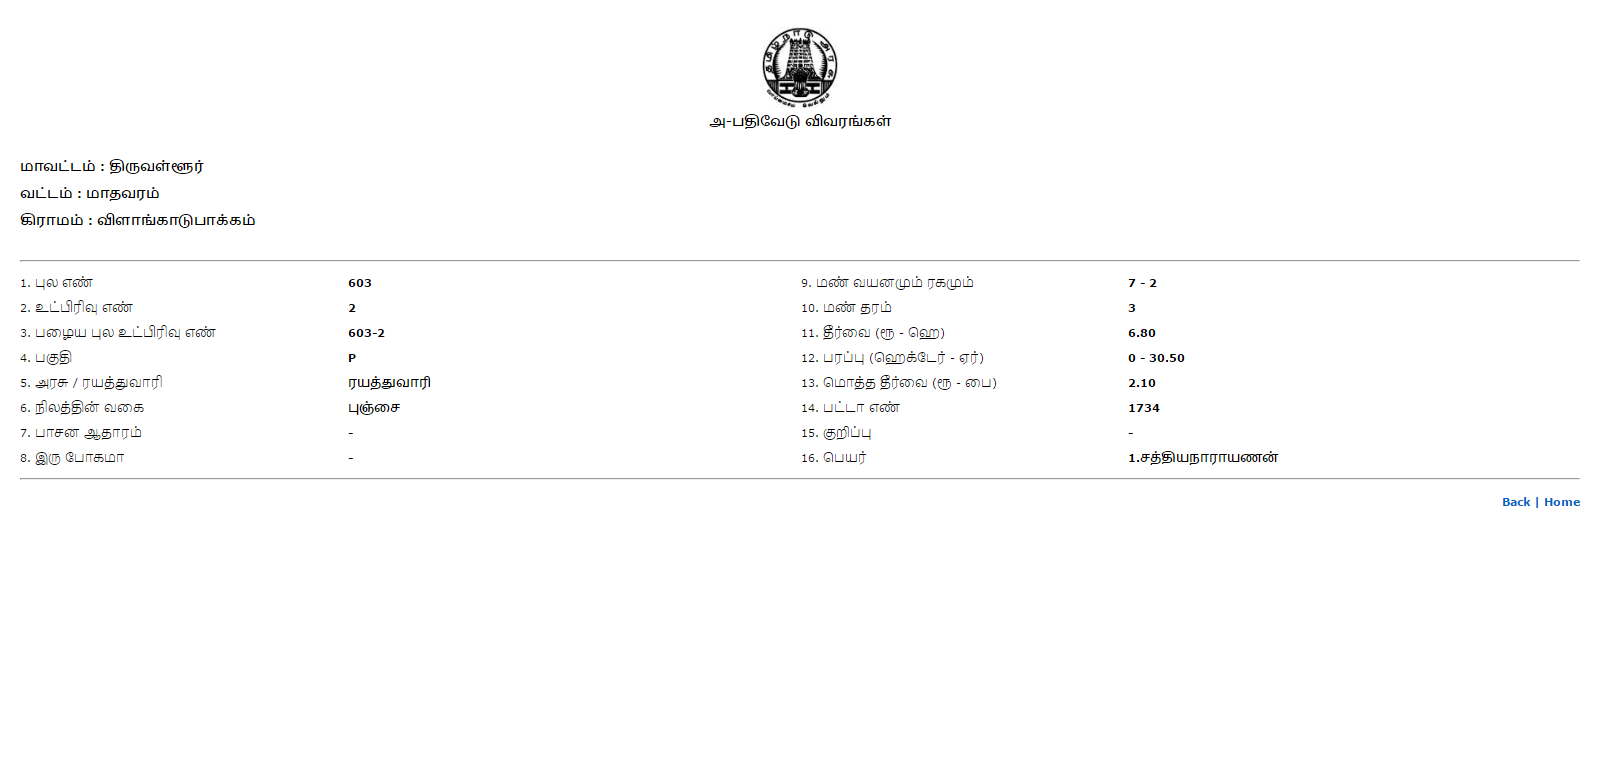 தமிழ்நாடு அரசு
வாய்மையே வெல்லும்
அ-பதிவேடு விவரங்கள்
மாவட்டம் : திருவள்ளூர்
வட்டம் : மாதவரம்
கிராமம் : விளாங்காடுபாக்கம்
1. புல எண் 603 9. மண் வயனமும் ரகமும் 7 - 2
2. உட்பிரிவு எண் 2 10. மண் தரம் 3
3. பழைய புல உட்பிரிவு எண் 603-2 11. தீர்வை (ரூ - ஹெ) 6.80
4. பகுதி P 12. பரப்பு (ஹெக்டேர் - ஏர்) 0 - 30.50
5. அரசு / ரயத்துவாரி ரயத்துவாரி 13. மொத்த தீர்வை (ரூ - பை) 2.10
6. நிலத்தின் வகை புஞ்சை 14. பட்டா எண் 1734
7. பாசன ஆதாரம் - 15. குறிப்பு -
8. இரு போகமா - 16. பெயர் 1.சத்தியநாராயணன்
Back | Home